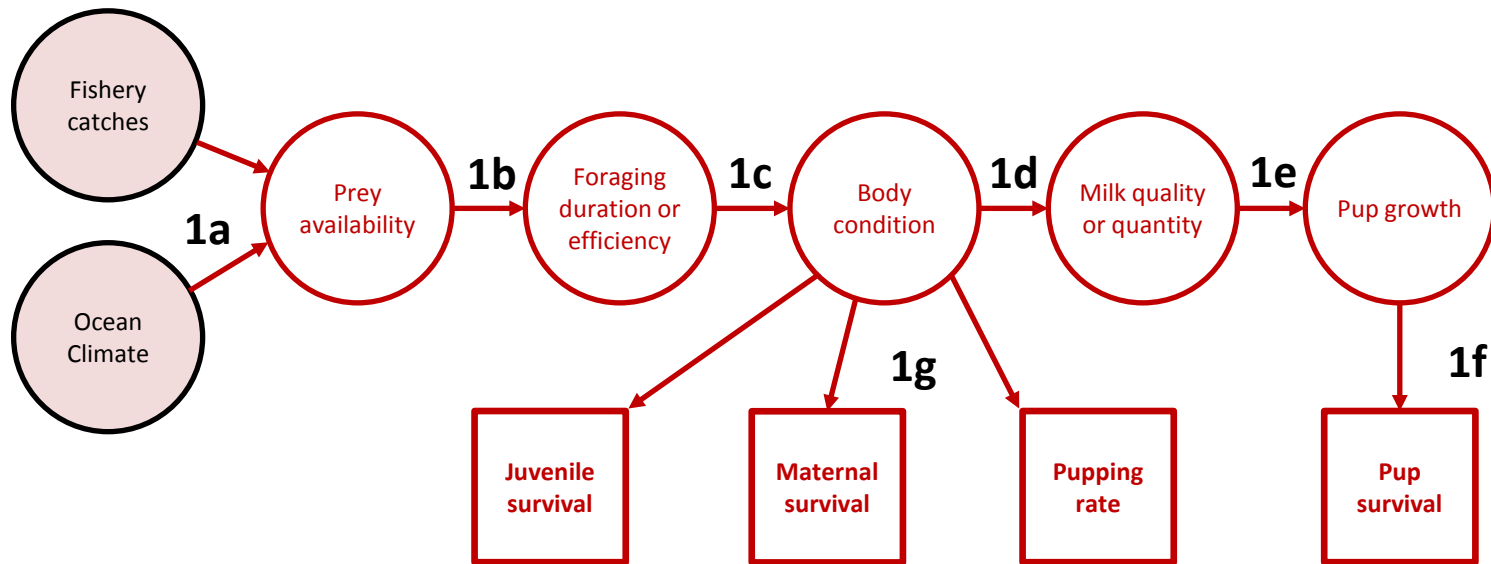 Fishery
catches
Ocean
Climate
1a
Prey
availability
1b
Foraging
duration or
efficiency
1c
Body
condition
1d
Milk quality
or quantity
1e
Pup growth
1g
1f
Juvenile
survival
Maternal
survival
Pupping
rate
Pup
survival